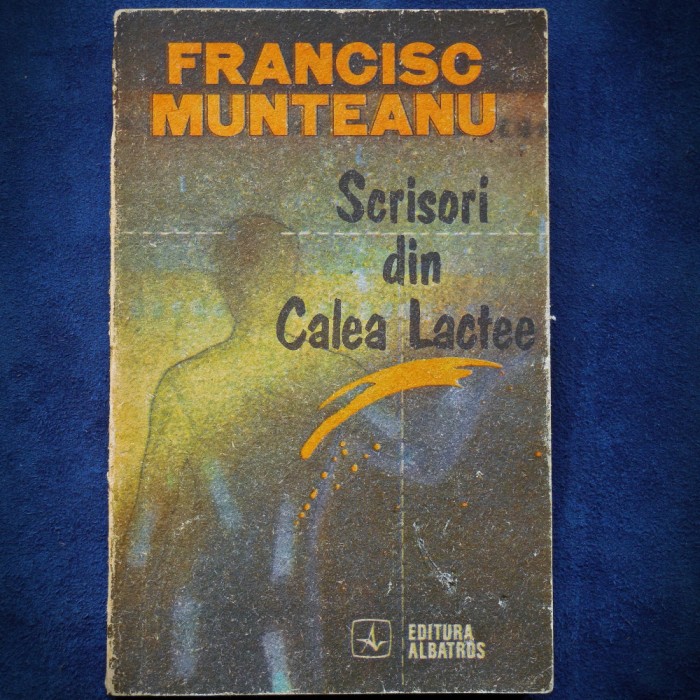 FRANCISC
MUNTEANU
Scrisori
din
Calea Lactee
EDITURA
ALBATROS